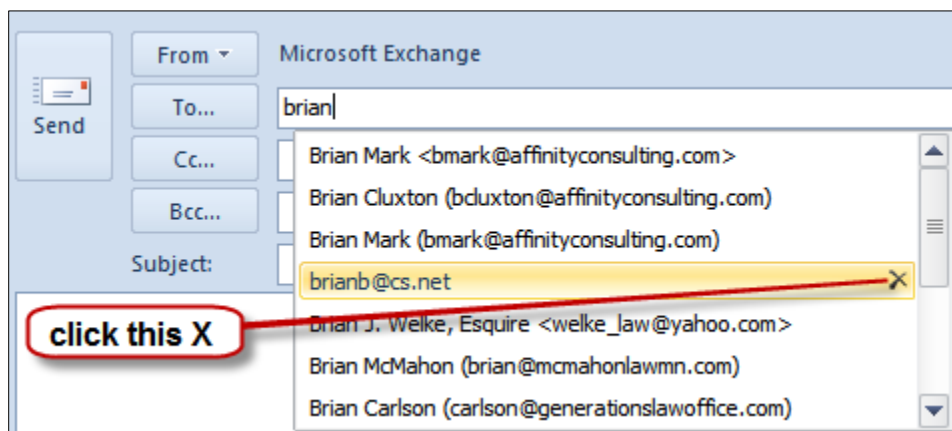 From
Microsoft Exchange
Send
To...
brian
Cc...
Brian Mark <bmark@affinityconsulting.com>
Brian Cluxton (bcluxton@affinityconsulting.com)
Bcc...
Brian Mark (bmark@affinityconsulting.com)
Subject:
brianb@cs.net
click this X
Brian J. Welke, Esquire <welke_law@yahoo.com>
Brian McMahon (brian@mcmahonlawmn.com)
Brian Carlson (carlson@generationslawoffice.com)